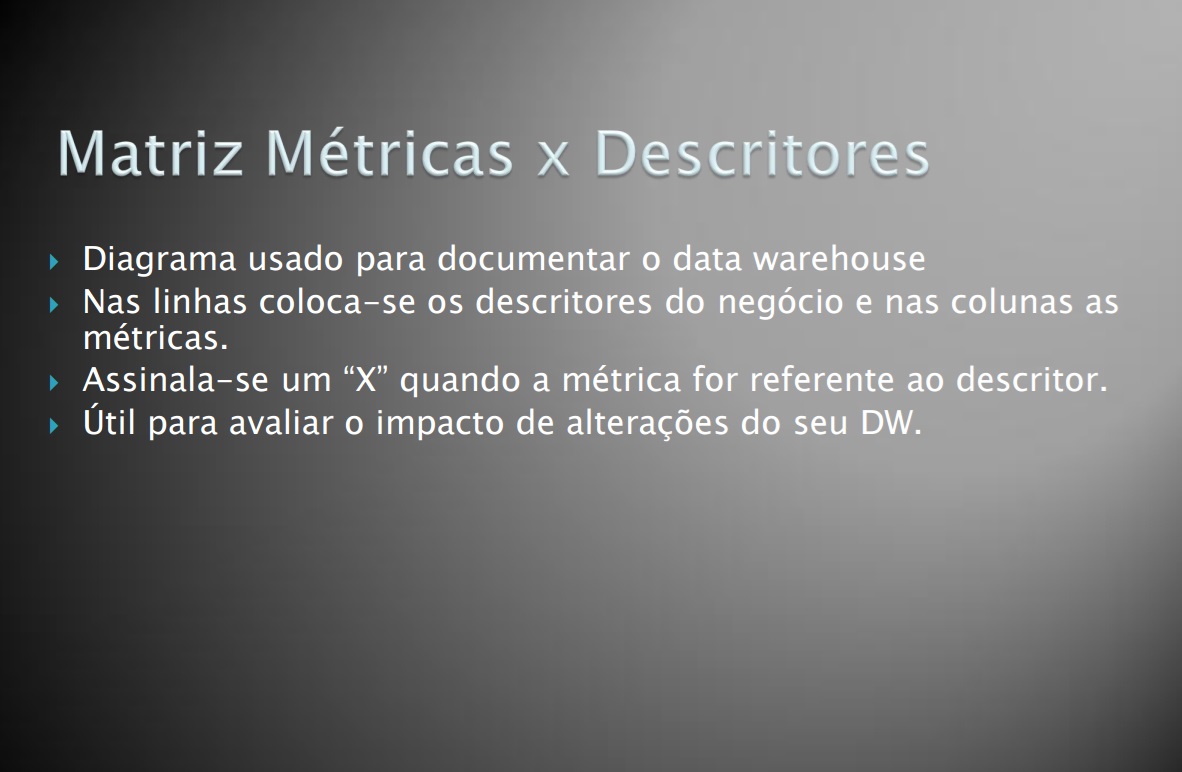 Matriz Métricas x Descritores
Diagrama usado para documentar o data warehouse
Nas linhas coloca-se os descritores do negócio e nas colunas as
métricas.
Assinala-se um “X” quando a métrica for referente ao descritor.
Útil para avaliar o impacto de alterações do seu DW.